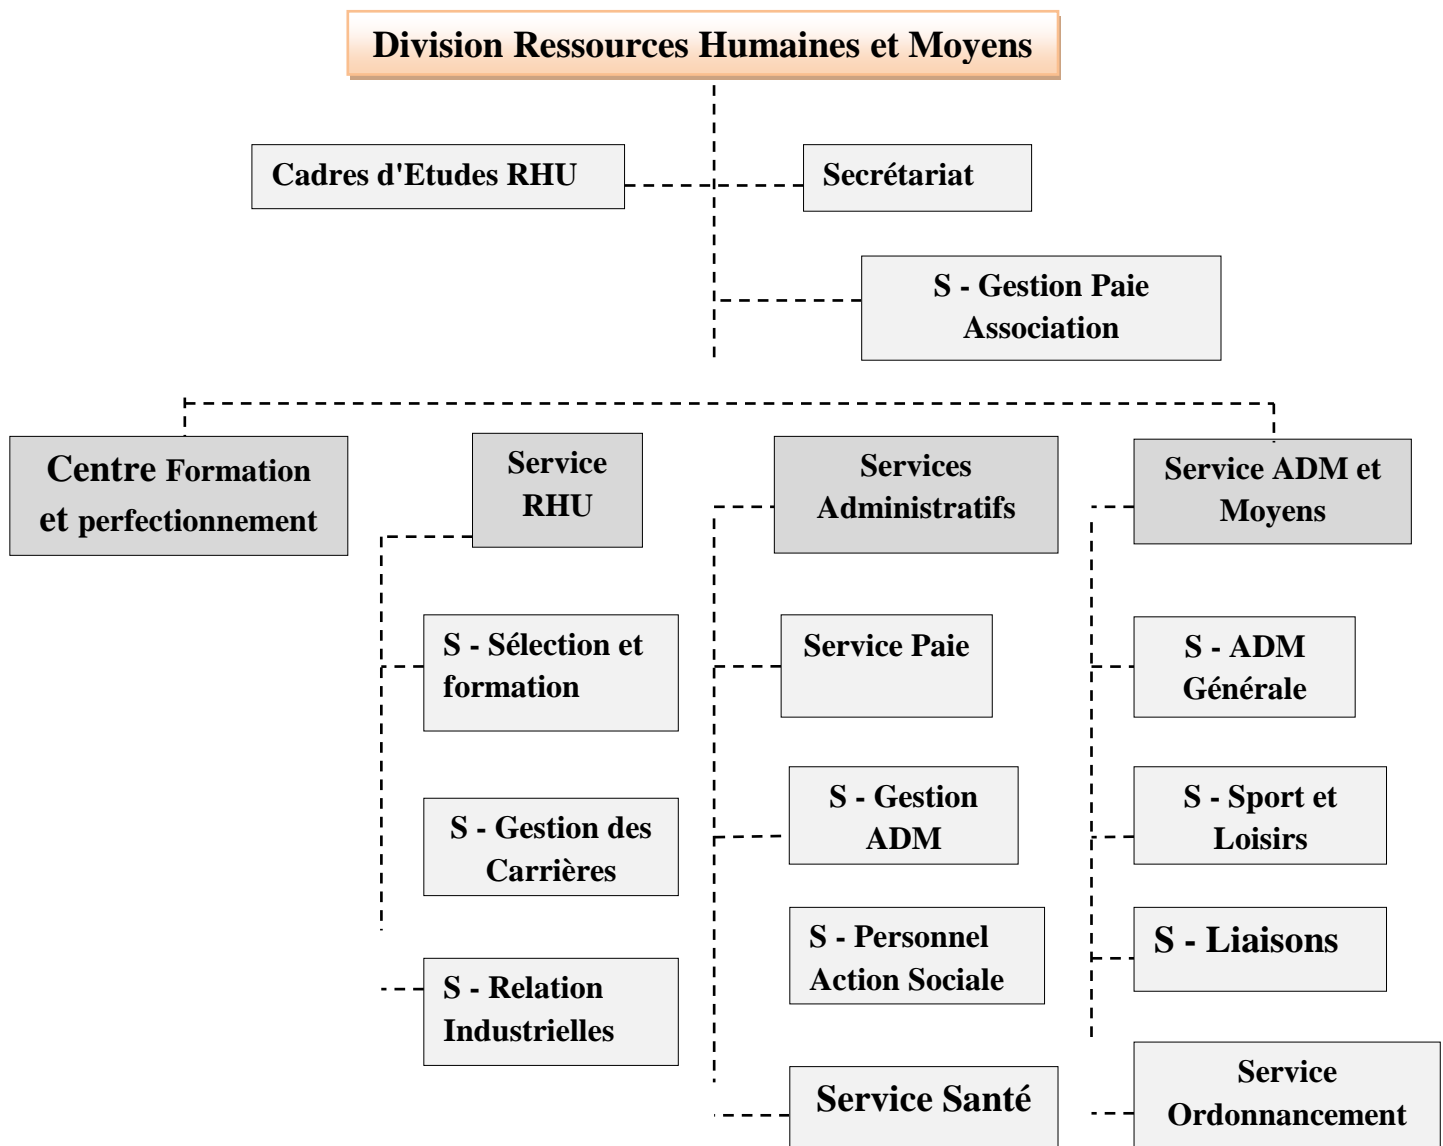 Division Ressources Humaines et Moyens
Cadres d'Etudes RHU
Secrétariat
S - Gestion Paie
Association
Centre Formation
et perfectionnement
Service
RHU
Services
Administratifs
Service ADM et
Moyens
S - Sélection et
formation
Service Paie
S - ADM
Générale
S - Gestion des
Carrières
S - Gestion
ADM
S - Sport et
Loisirs
S - Personnel
Action Sociale
S - Liaisons
S - Relation
Industrielles
Service Santé
Service
Ordonnancement